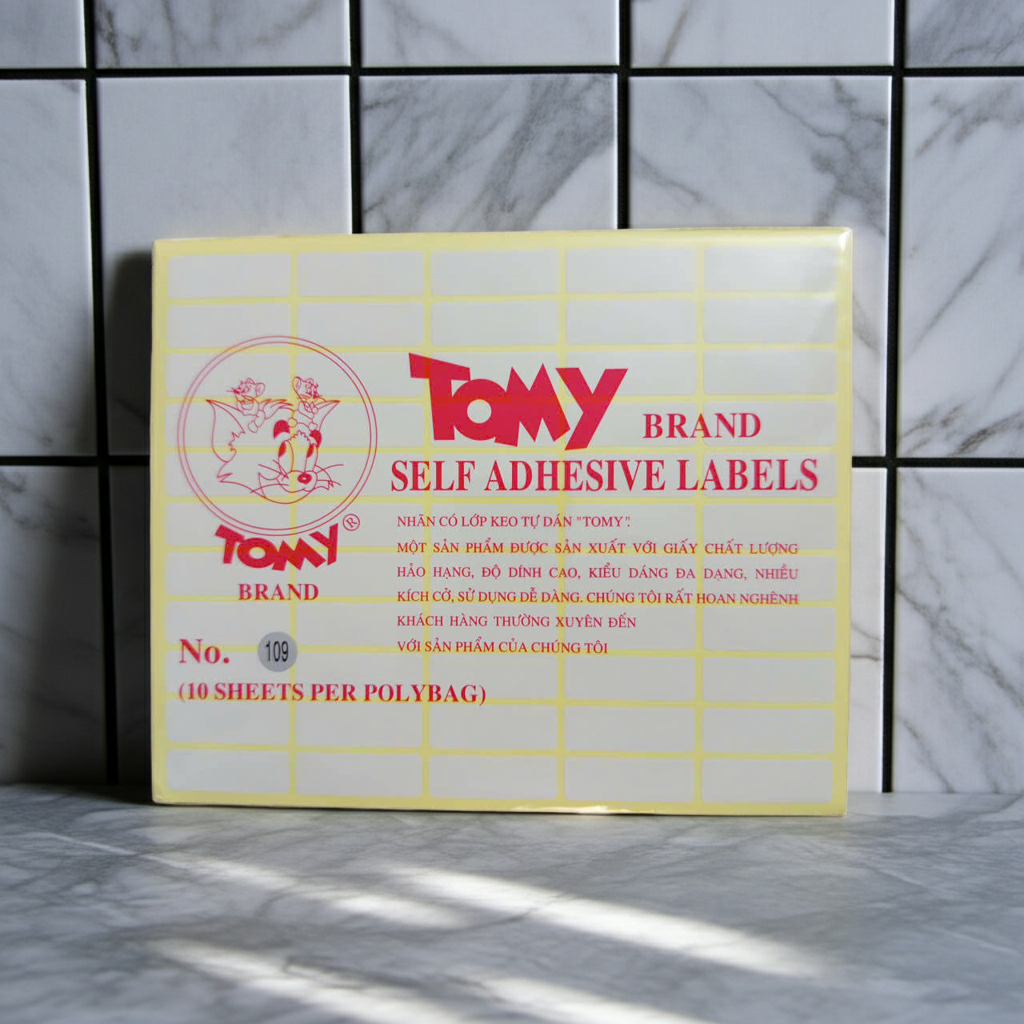 TOMY BRAND
SELF ADHESIVE LABELS
NHÃN CÓ LỚP KEO TỰ DÁN "TOMY".
MỘT SẢN PHẨM ĐƯỢC SẢN XUẤT VỚI GIẤY CHẤT LƯỢNG
HẢO HẠNG, ĐỘ DÍNH CAO, KIỂU DÁNG ĐA DẠNG, NHIỀU
KÍCH CỞ, SỬ DỤNG DỄ DÀNG. CHÚNG TÔI RẤT HOAN NGHÊNH
KHÁCH HÀNG THƯỜNG XUYÊN ĐẾN
VỚI SẢN PHẨM CỦA CHÚNG TÔI
TOMY ®
BRAND
No. 109
(10 SHEETS PER POLYBAG)